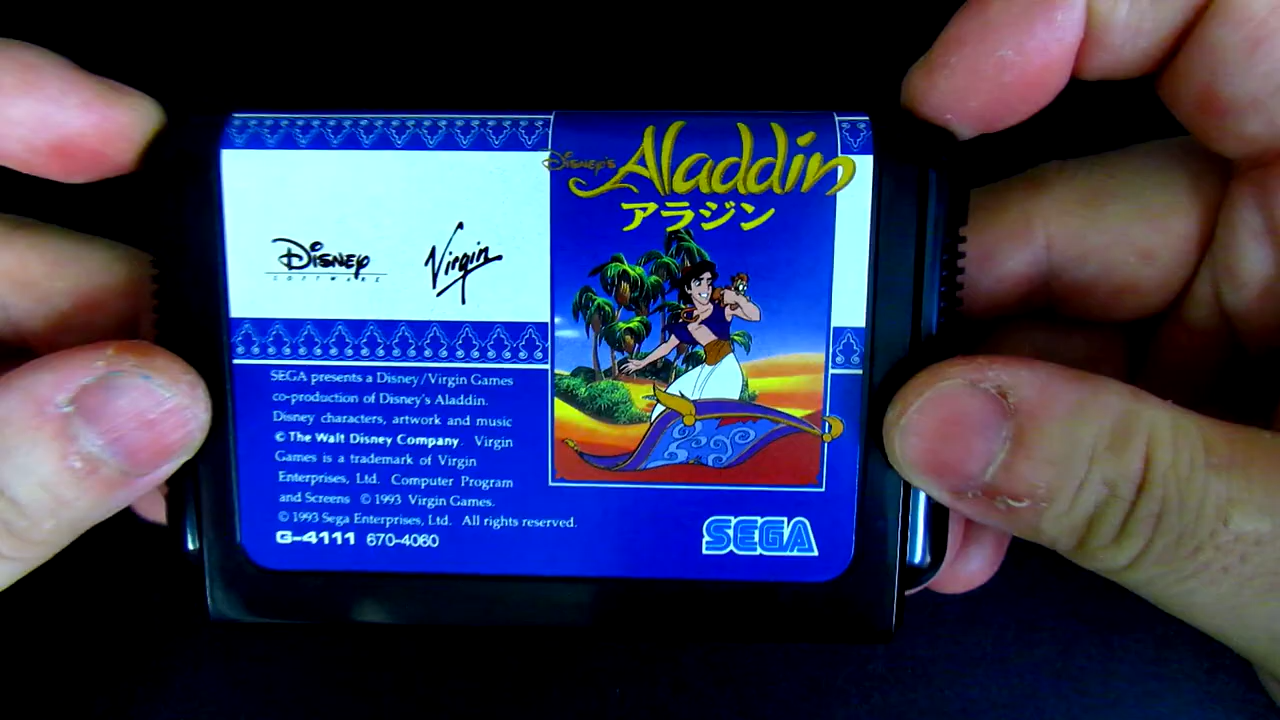 Disney's Aladdin
アラジン
Disney
SOFTWARE
Virgin
SEGA presents a Disney/Virgin Games
co-production of Disney's Aladdin.
Disney characters, artwork and music
© The Walt Disney Company. Virgin
Games is a trademark of Virgin
Enterprises, Ltd. Computer Program
and Screens © 1993 Virgin Games.
© 1993 Sega Enterprises, Ltd. All rights reserved.
G-4111 670-4060
SEGA